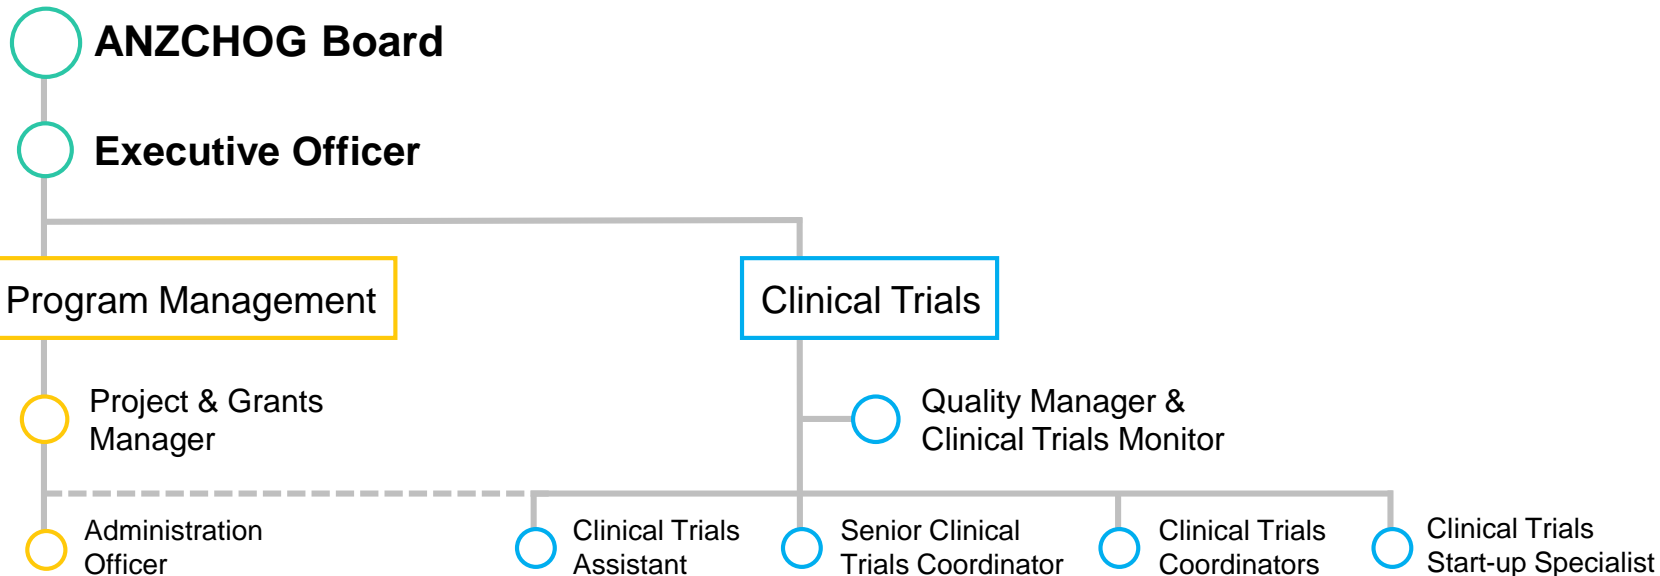 ANZCHOG Board
Executive Officer
Program Management
Clinical Trials
Project & Grants
Manager
Quality Manager &
Clinical Trials Monitor
Administration
Officer
Clinical Trials
Assistant
Senior Clinical
Trials Coordinator
Clinical Trials
Coordinators
Clinical Trials
Start-up Specialist